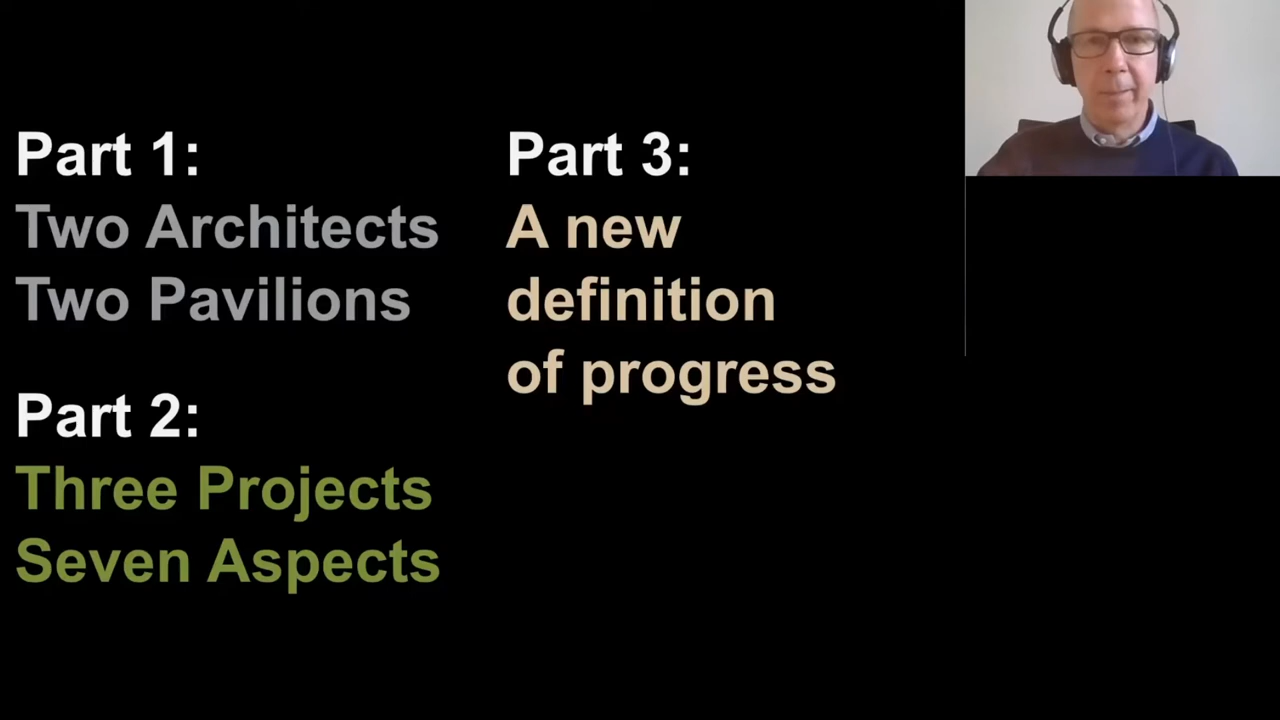 Part 1:
Two Architects
Two Pavilions
Part 2:
Three Projects
Seven Aspects
Part 3:
A new
definition
of progress